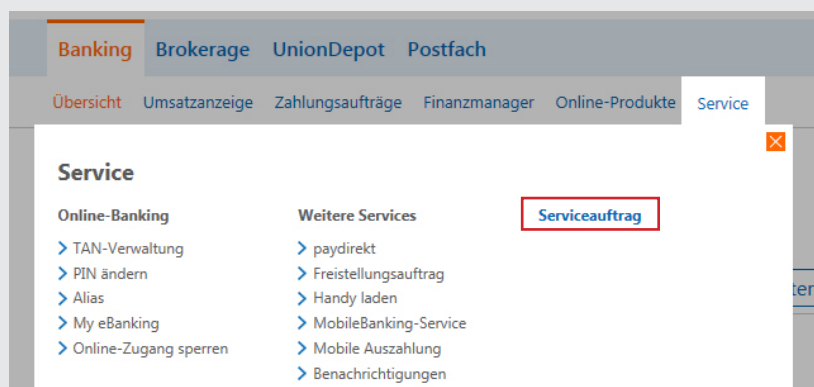 Banking Brokerage UnionDepot Postfach
Übersicht Umsatzanzeige Zahlungsaufträge Finanzmanager Online-Produkte Service
Service
Online-Banking
TAN-Verwaltung
PIN ändern
Alias
My eBanking
Online-Zugang sperren
Weitere Services
paydirekt
Freistellungsauftrag
Handy laden
MobileBanking-Service
Mobile Auszahlung
Benachrichtigungen
Serviceauftrag